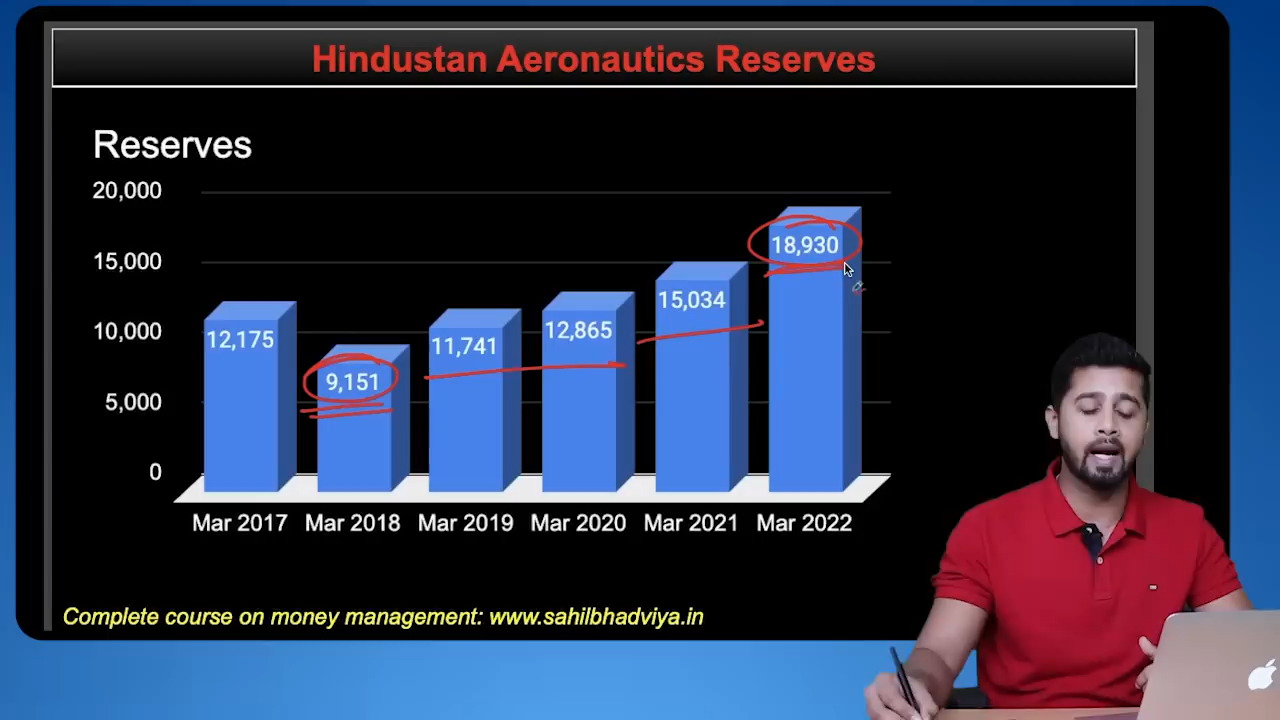 Hindustan Aeronautics Reserves
Reserves
20,000
15,000
10,000
5,000
0
12,175
9,151
11,741
12,865
15,034
18,930
Mar 2017 Mar 2018 Mar 2019 Mar 2020 Mar 2021 Mar 2022
Complete course on money management: www.sahilbhadviya.in